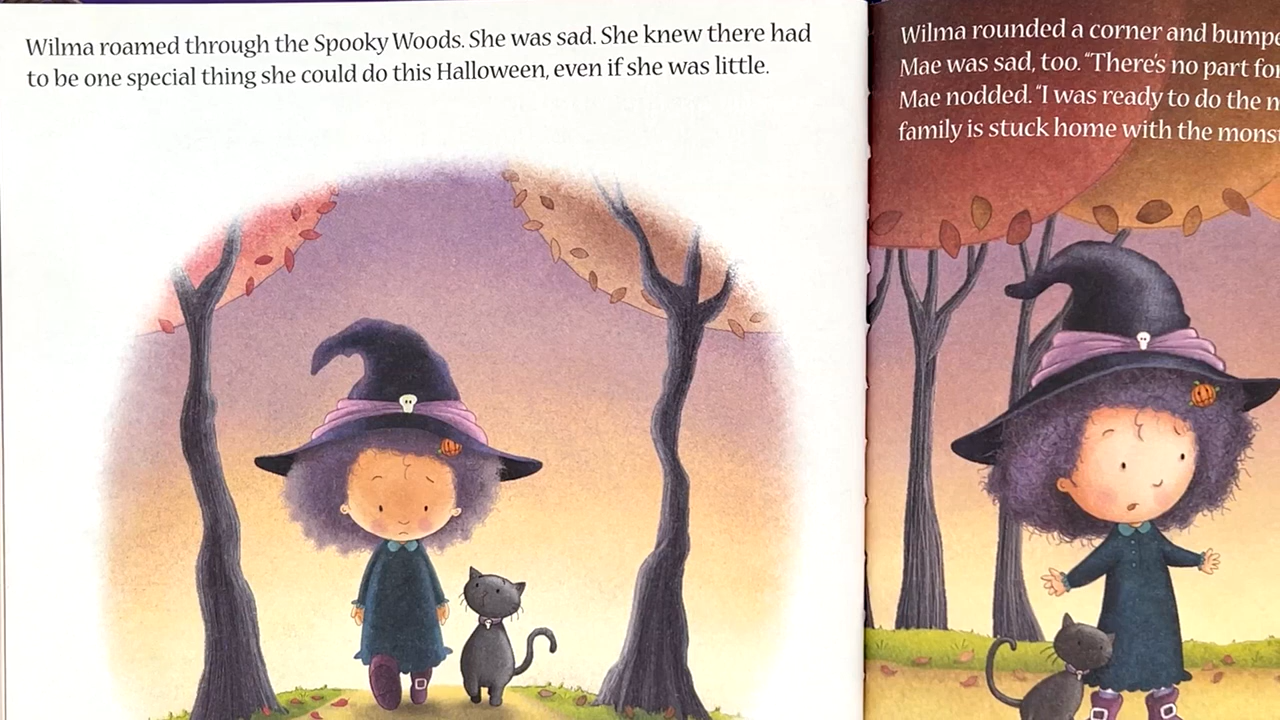 Wilma roamed through the Spooky Woods. She was sad. She knew there had
to be one special thing she could do this Halloween, even if she was little.
Wilma rounded a corner and
Mae was sad, too. "There's no part
Mae nodded. "I was ready to do the
family is stuck home with the